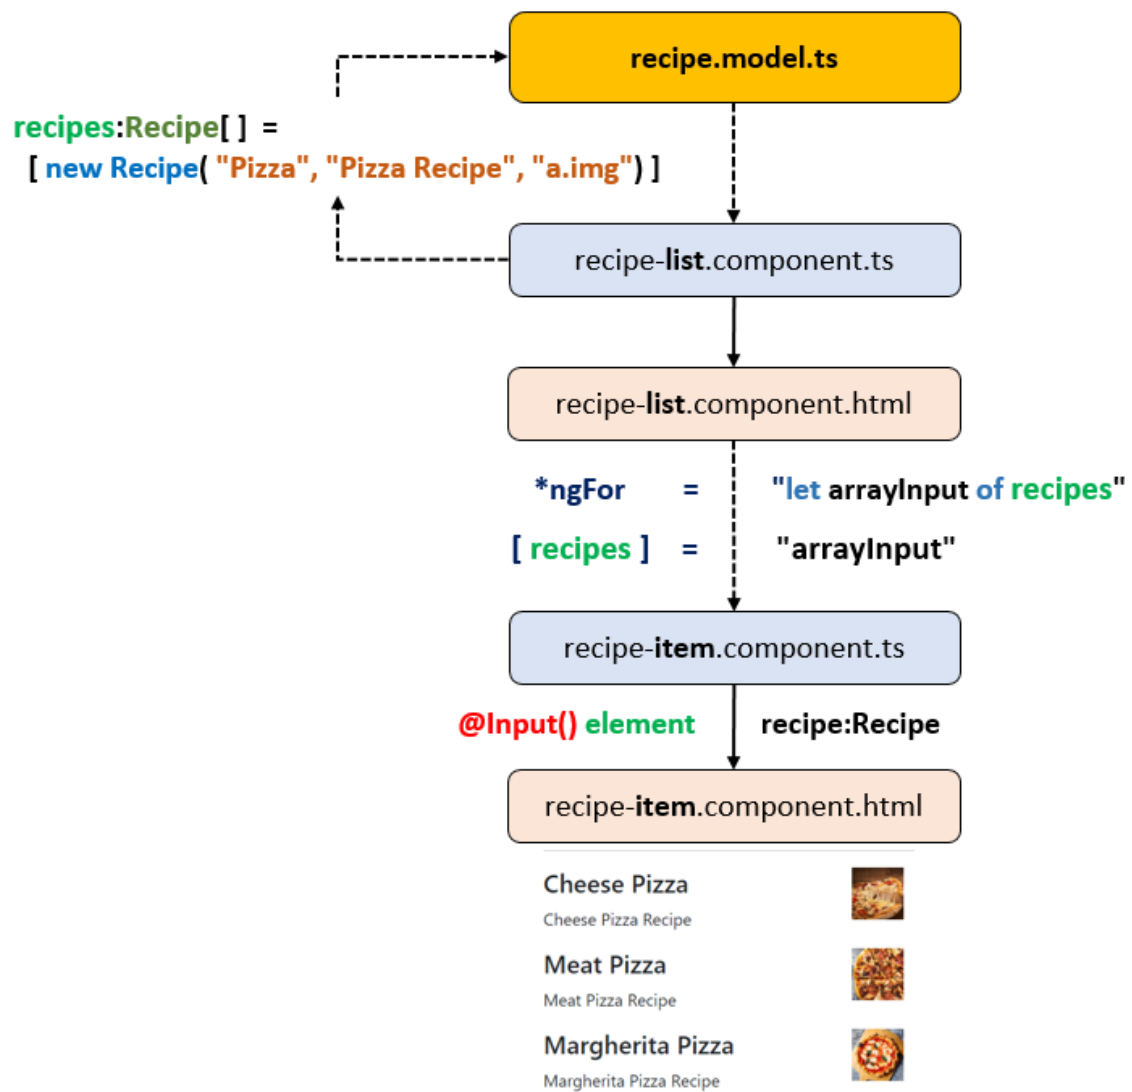 recipe.model.ts
recipes:Recipe[ ] =
[ new Recipe( "Pizza", "Pizza Recipe", "a.img") ]
recipe-list.component.ts
recipe-list.component.html
*ngFor = "let arrayInput of recipes"
[ recipes ] = "arrayInput"
recipe-item.component.ts
@Input() element recipe:Recipe
recipe-item.component.html
Cheese Pizza
Cheese Pizza Recipe
Meat Pizza
Meat Pizza Recipe
Margherita Pizza
Margherita Pizza Recipe